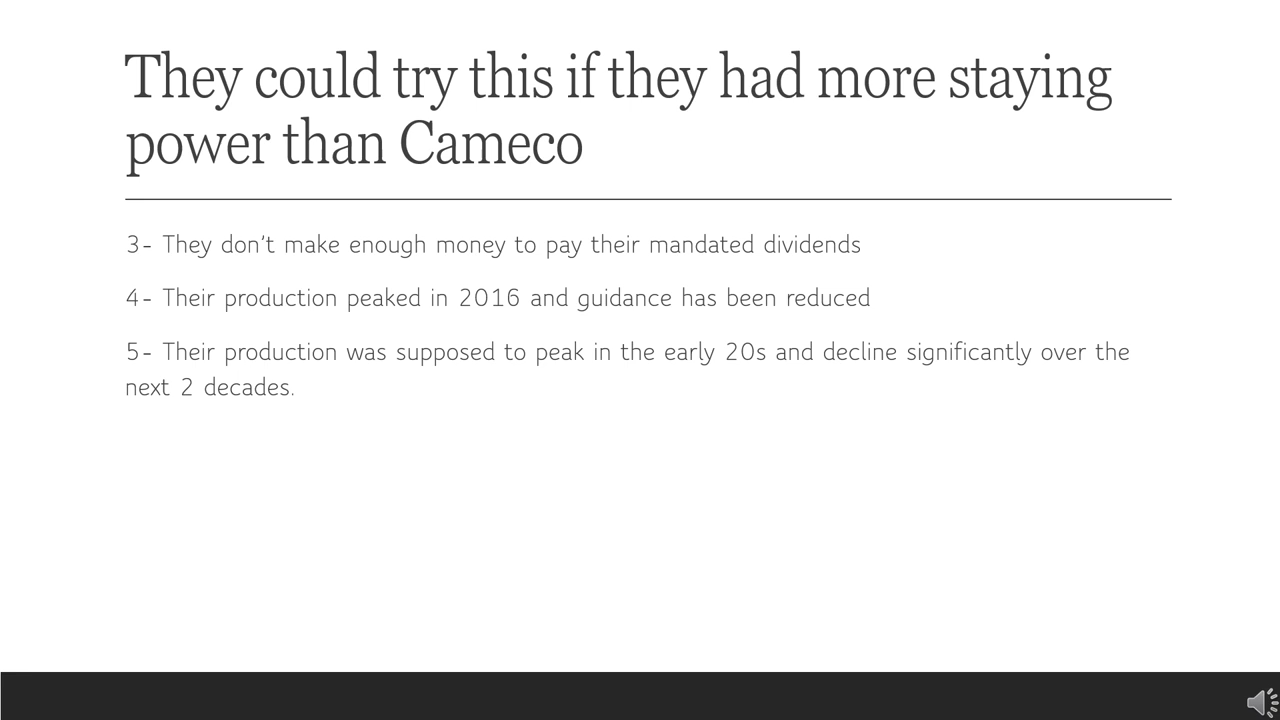 They could try this if they had more staying
power than Cameco
3- They don’t make enough money to pay their mandated dividends
4- Their production peaked in 2016 and guidance has been reduced
5- Their production was supposed to peak in the early 20s and decline significantly over the
next 2 decades.